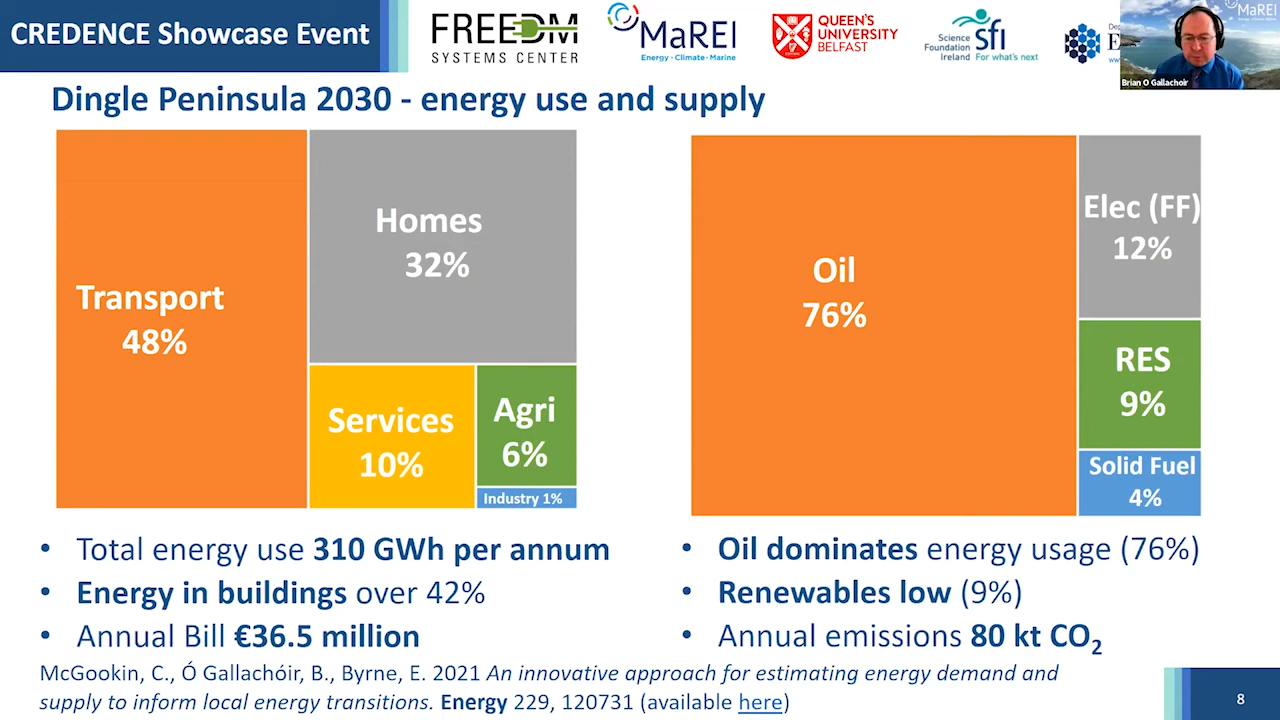 CREDENCE Showcase Event
FREEDM
SYSTEMS CENTER
MaREI
Energy · Climate · Marine
QUEEN'S
UNIVERSITY
BELFAST
Science
Foundation
Ireland
sfi
For what's next
MaREI
Brian O Gallachoir
Dingle Peninsula 2030 - energy use and supply
Transport
48%
Homes
32%
Services
10%
Agri
6%
Industry 1%
Oil
76%
Elec (FF)
12%
RES
9%
Solid Fuel
4%
• Total energy use 310 GWh per annum
• Energy in buildings over 42%
• Annual Bill €36.5 million
• Oil dominates energy usage (76%)
• Renewables low (9%)
• Annual emissions 80 kt CO₂
McGookin, C., Ó Gallachóir, B., Byrne, E. 2021 An innovative approach for estimating energy demand and
supply to inform local energy transitions. Energy 229, 120731 (available here)
8